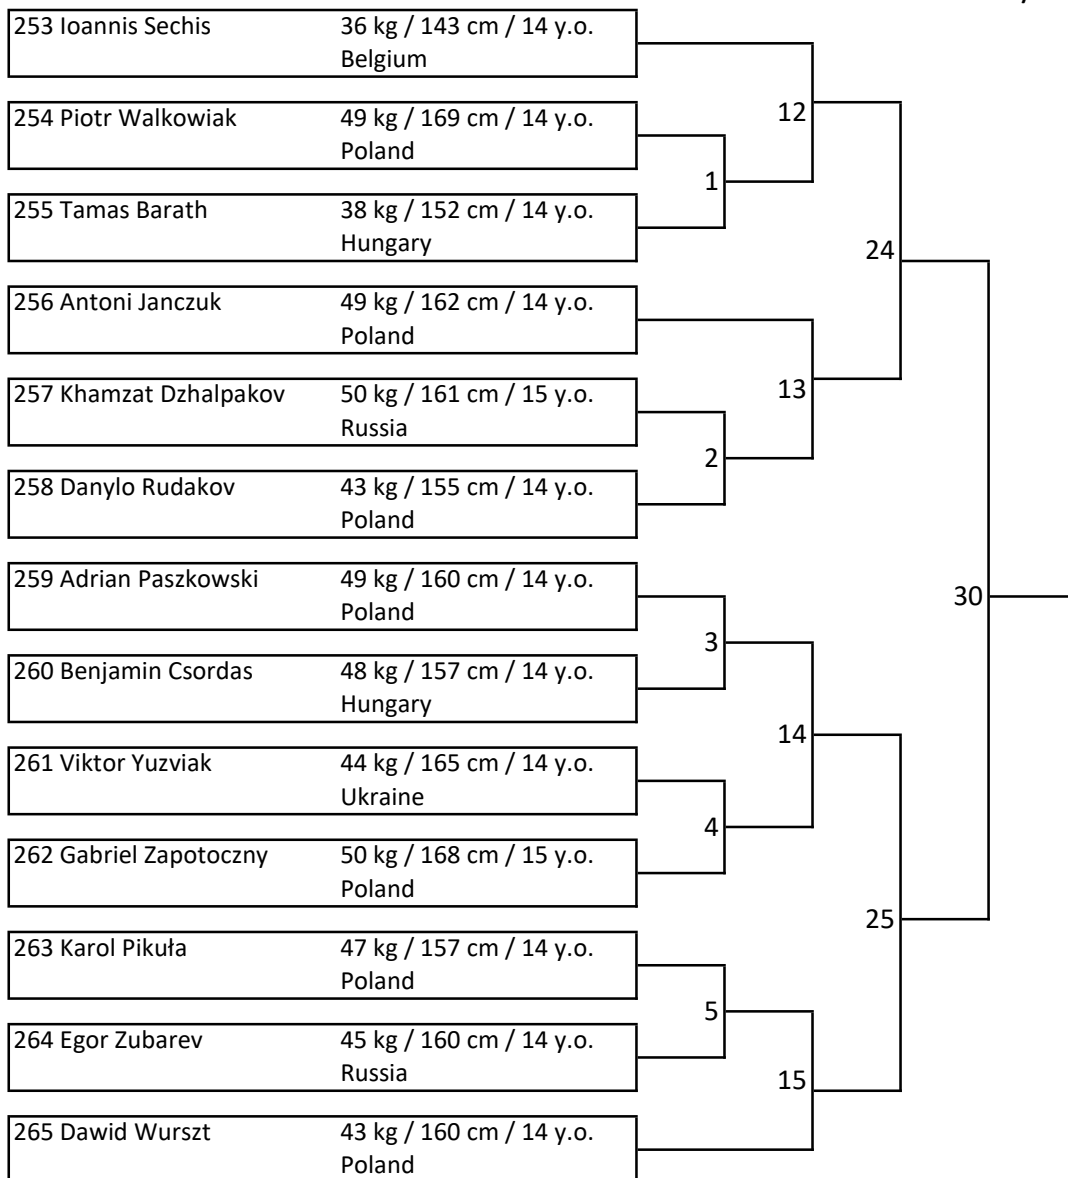 253 Ioannis Sechis 36 kg / 143 cm / 14 y.o.
Belgium
12
254 Piotr Walkowiak 49 kg / 169 cm / 14 y.o.
Poland
1
255 Tamas Barath 38 kg / 152 cm / 14 y.o.
Hungary
24
256 Antoni Janczuk 49 kg / 162 cm / 14 y.o.
Poland
13
257 Khamzat Dzhalpakov 50 kg / 161 cm / 15 y.o.
Russia
2
258 Danylo Rudakov 43 kg / 155 cm / 14 y.o.
Poland
259 Adrian Paszkowski 49 kg / 160 cm / 14 y.o.
Poland
30
3
260 Benjamin Csordas 48 kg / 157 cm / 14 y.o.
Hungary
14
261 Viktor Yuzviak 44 kg / 165 cm / 14 y.o.
Ukraine
4
262 Gabriel Zapotoczny 50 kg / 168 cm / 15 y.o.
Poland
25
263 Karol Pikuła 47 kg / 157 cm / 14 y.o.
Poland
5
264 Egor Zubarev 45 kg / 160 cm / 14 y.o.
Russia
15
265 Dawid Wurszt 43 kg / 160 cm / 14 y.o.
Poland